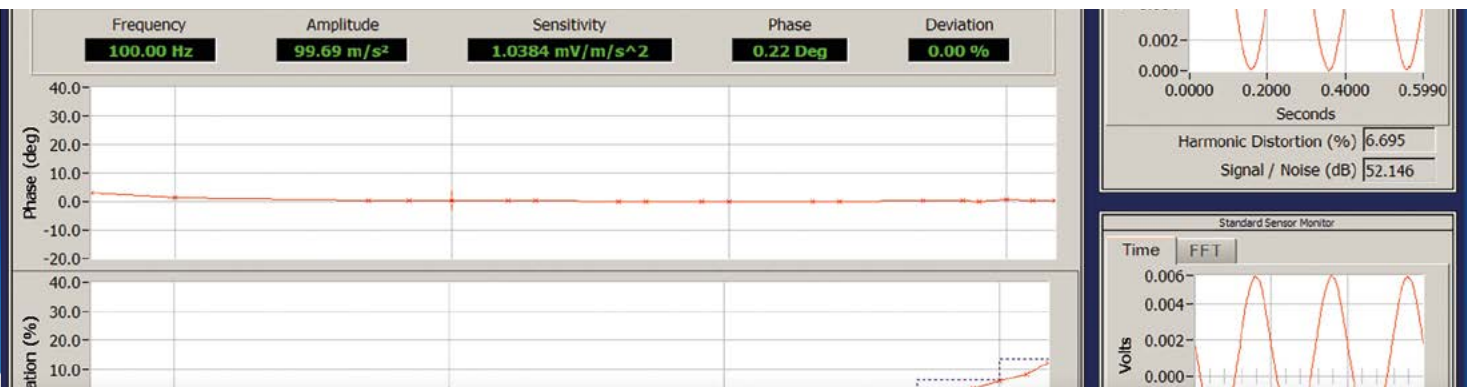 Frequency Amplitude Sensitivity Phase Deviation
100.00 Hz 99.69 m/s² 1.0384 mV/m/s^2 0.22 Deg 0.00 %
40.0
30.0
20.0
10.0
0.0
-10.0
-20.0
Phase (deg)
40.0
30.0
20.0
10.0
ation (%)
0.002
0.000
0.0000 0.2000 0.4000 0.5990
Seconds
Harmonic Distortion (%) 6.695
Signal / Noise (dB) 52.146
Standard Sensor Monitor
Time FFT
0.006
0.004
0.002
0.000
Volts